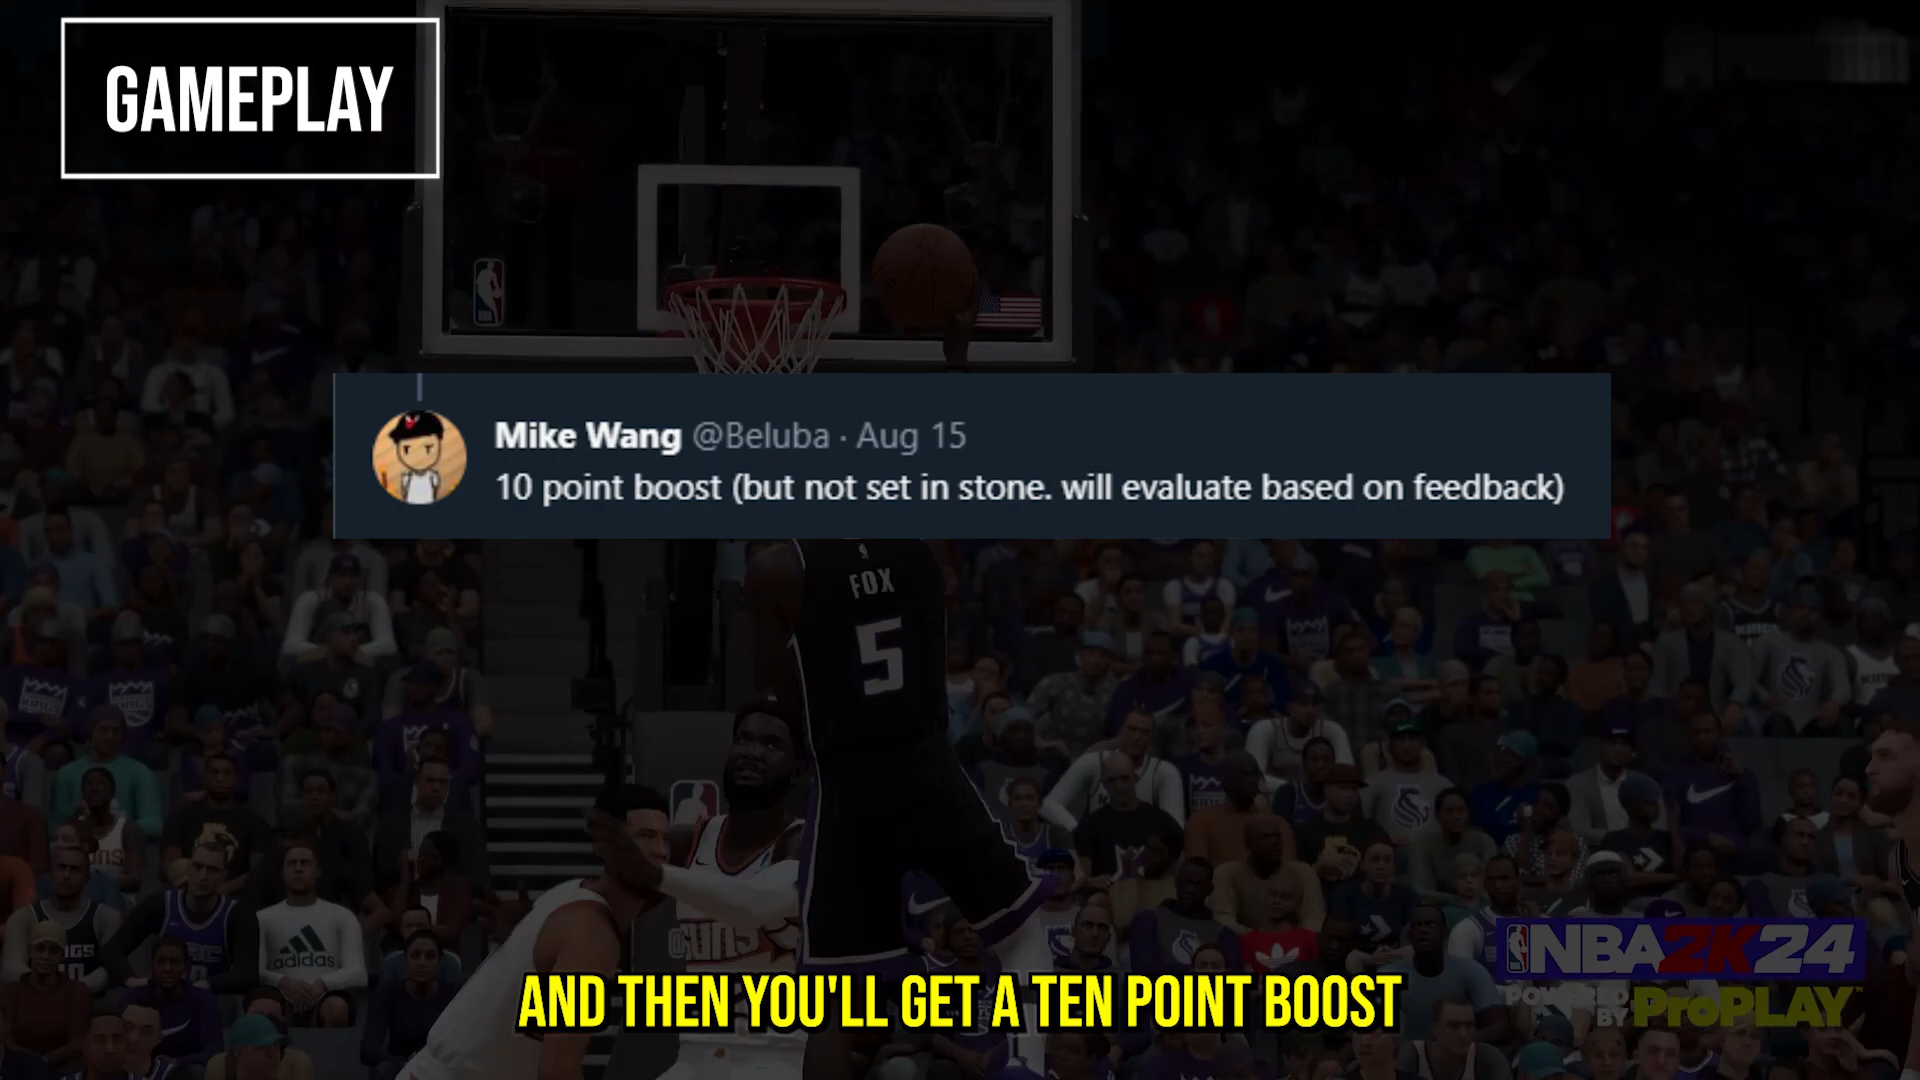 GAMEPLAY
Mike Wang @Beluba · Aug 15
10 point boost (but not set in stone. will evaluate based on feedback)
FOX
5
adidas
NBA2K24
POWERED
BY ProPLAY
AND THEN YOU'LL GET A TEN POINT BOOST